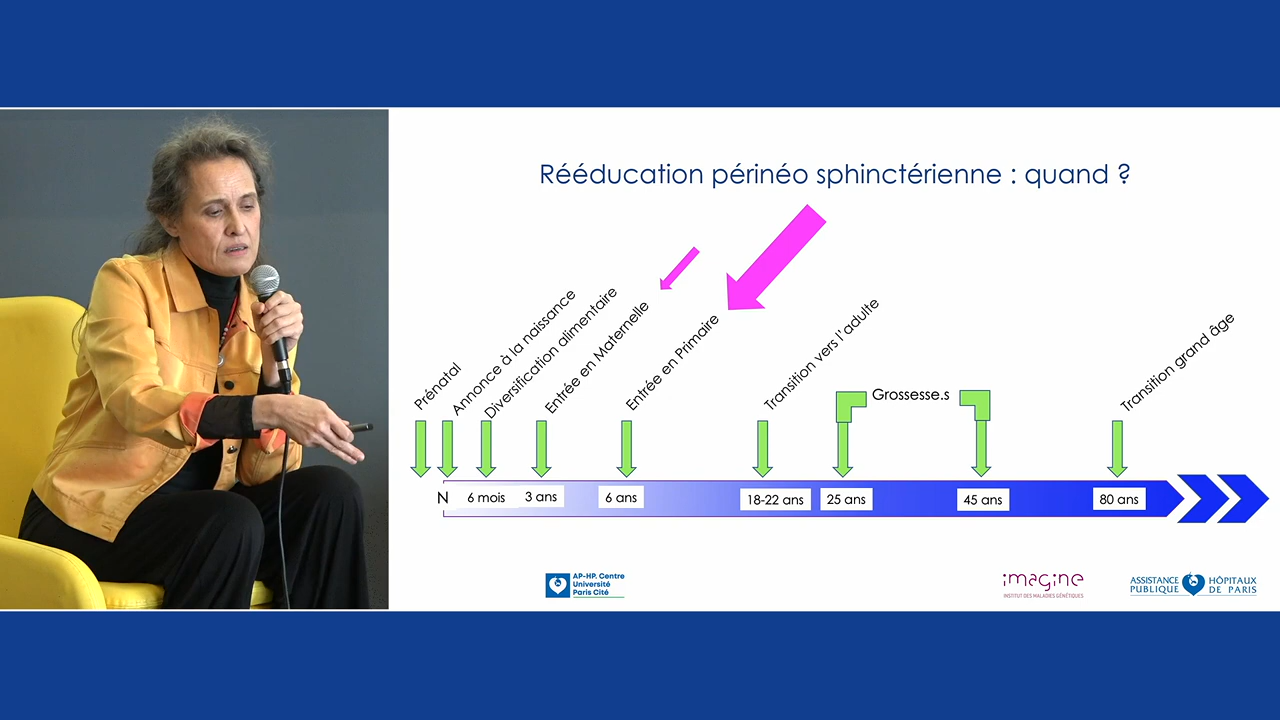 Rééducation périnéo sphinctérienne : quand ?
Prénatal
Annonce à la naissance
Diversification alimentaire
Entrée en Maternelle
Entrée en Primaire
Transition vers l'adulte
Grossesse.s
Transition grand âge
N
6 mois
3 ans
6 ans
18-22 ans
25 ans
45 ans
80 ans
AP-HP. Centre
Université
Paris Cité
imagine
INSTITUT DES MALADIES GÉNÉTIQUES
ASSISTANCE
PUBLIQUE
HÔPITAUX
DE PARIS